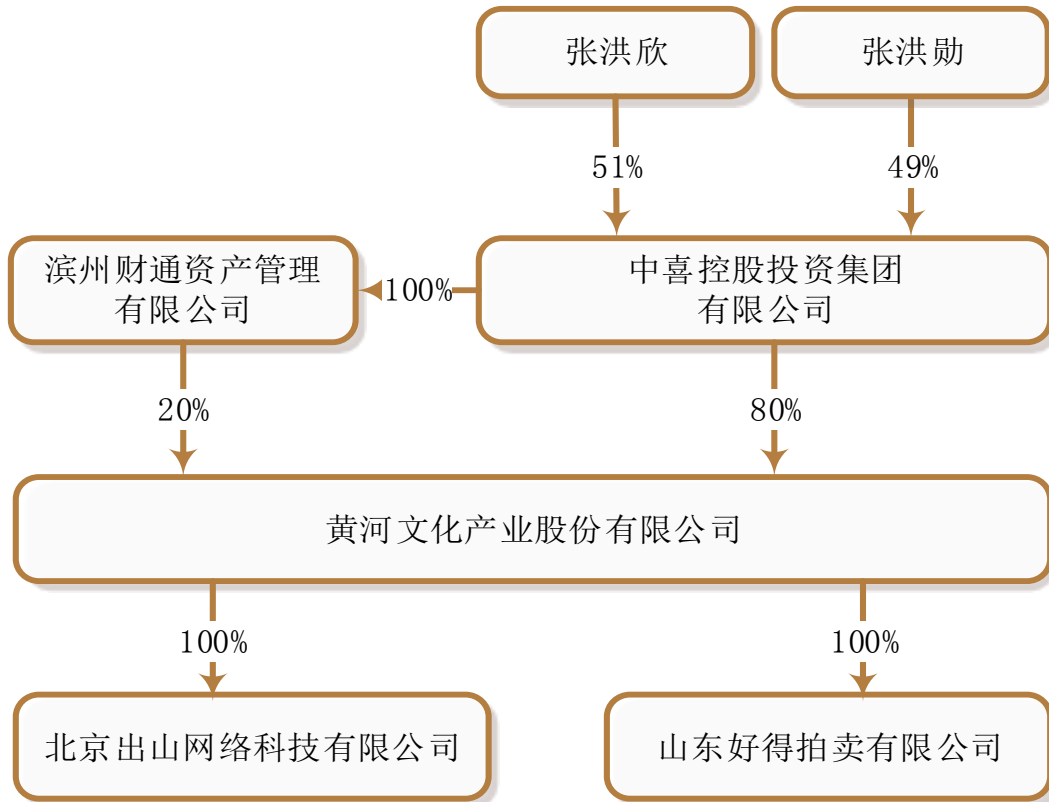 张洪欣
张洪勋
51%
49%
滨州财通资产管理
有限公司
100%
中喜控股投资集团
有限公司
20%
80%
黄河文化产业股份有限公司
100%
100%
北京出山网络科技有限公司
山东好得拍卖有限公司